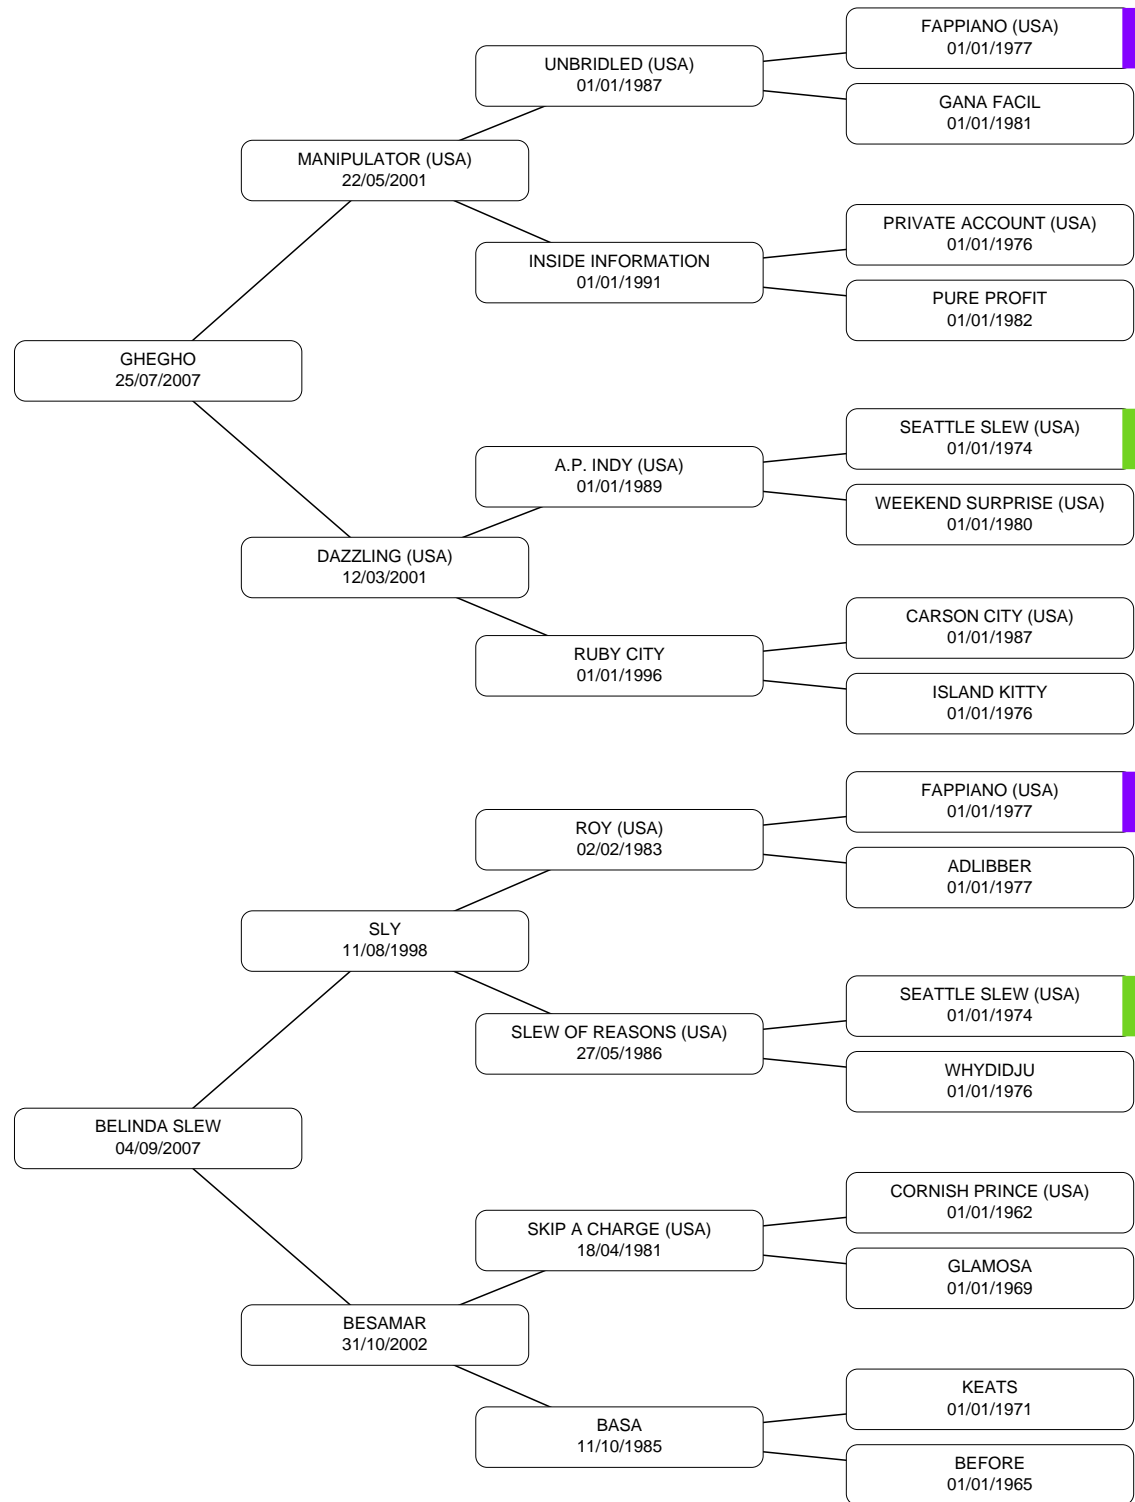 FAPPIANO (USA)
01/01/1977
UNBRIDLED (USA)
01/01/1987
GANA FACIL
01/01/1981
MANIPULATOR (USA)
22/05/2001
PRIVATE ACCOUNT (USA)
01/01/1976
INSIDE INFORMATION
01/01/1991
PURE PROFIT
01/01/1982
GHEGHO
25/07/2007
SEATTLE SLEW (USA)
01/01/1974
A.P. INDY (USA)
01/01/1989
WEEKEND SURPRISE (USA)
01/01/1980
DAZZLING (USA)
12/03/2001
CARSON CITY (USA)
01/01/1987
RUBY CITY
01/01/1996
ISLAND KITTY
01/01/1976
FAPPIANO (USA)
01/01/1977
ROY (USA)
02/02/1983
ADLIBBER
01/01/1977
SLY
11/08/1998
SEATTLE SLEW (USA)
01/01/1974
SLEW OF REASONS (USA)
27/05/1986
WHYDIDJU
01/01/1976
BELINDA SLEW
04/09/2007
CORNISH PRINCE (USA)
01/01/1962
SKIP A CHARGE (USA)
18/04/1981
GLAMOSA
01/01/1969
BESAMAR
31/10/2002
KEATS
01/01/1971
BASA
11/10/1985
BEFORE
01/01/1965